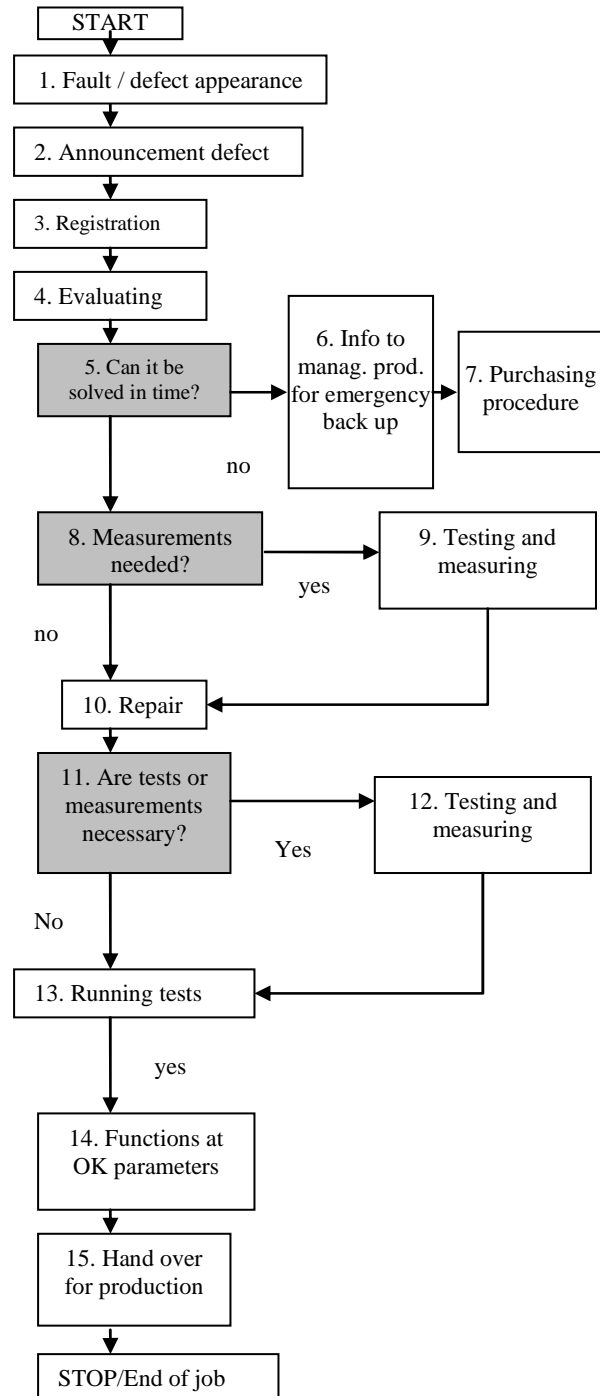 START
1. Fault / defect appearance
2. Announcement defect
3. Registration
4. Evaluating
5. Can it be
solved in time?
6. Info to
manag. prod.
for emergency
back up
7. Purchasing
procedure
no
8. Measurements
needed?
yes
9. Testing and
measuring
no
10. Repair
11. Are tests or
measurements
necessary?
Yes
12. Testing and
measuring
No
13. Running tests
yes
14. Functions at
OK parameters
15. Hand over
for production
STOP/End of job